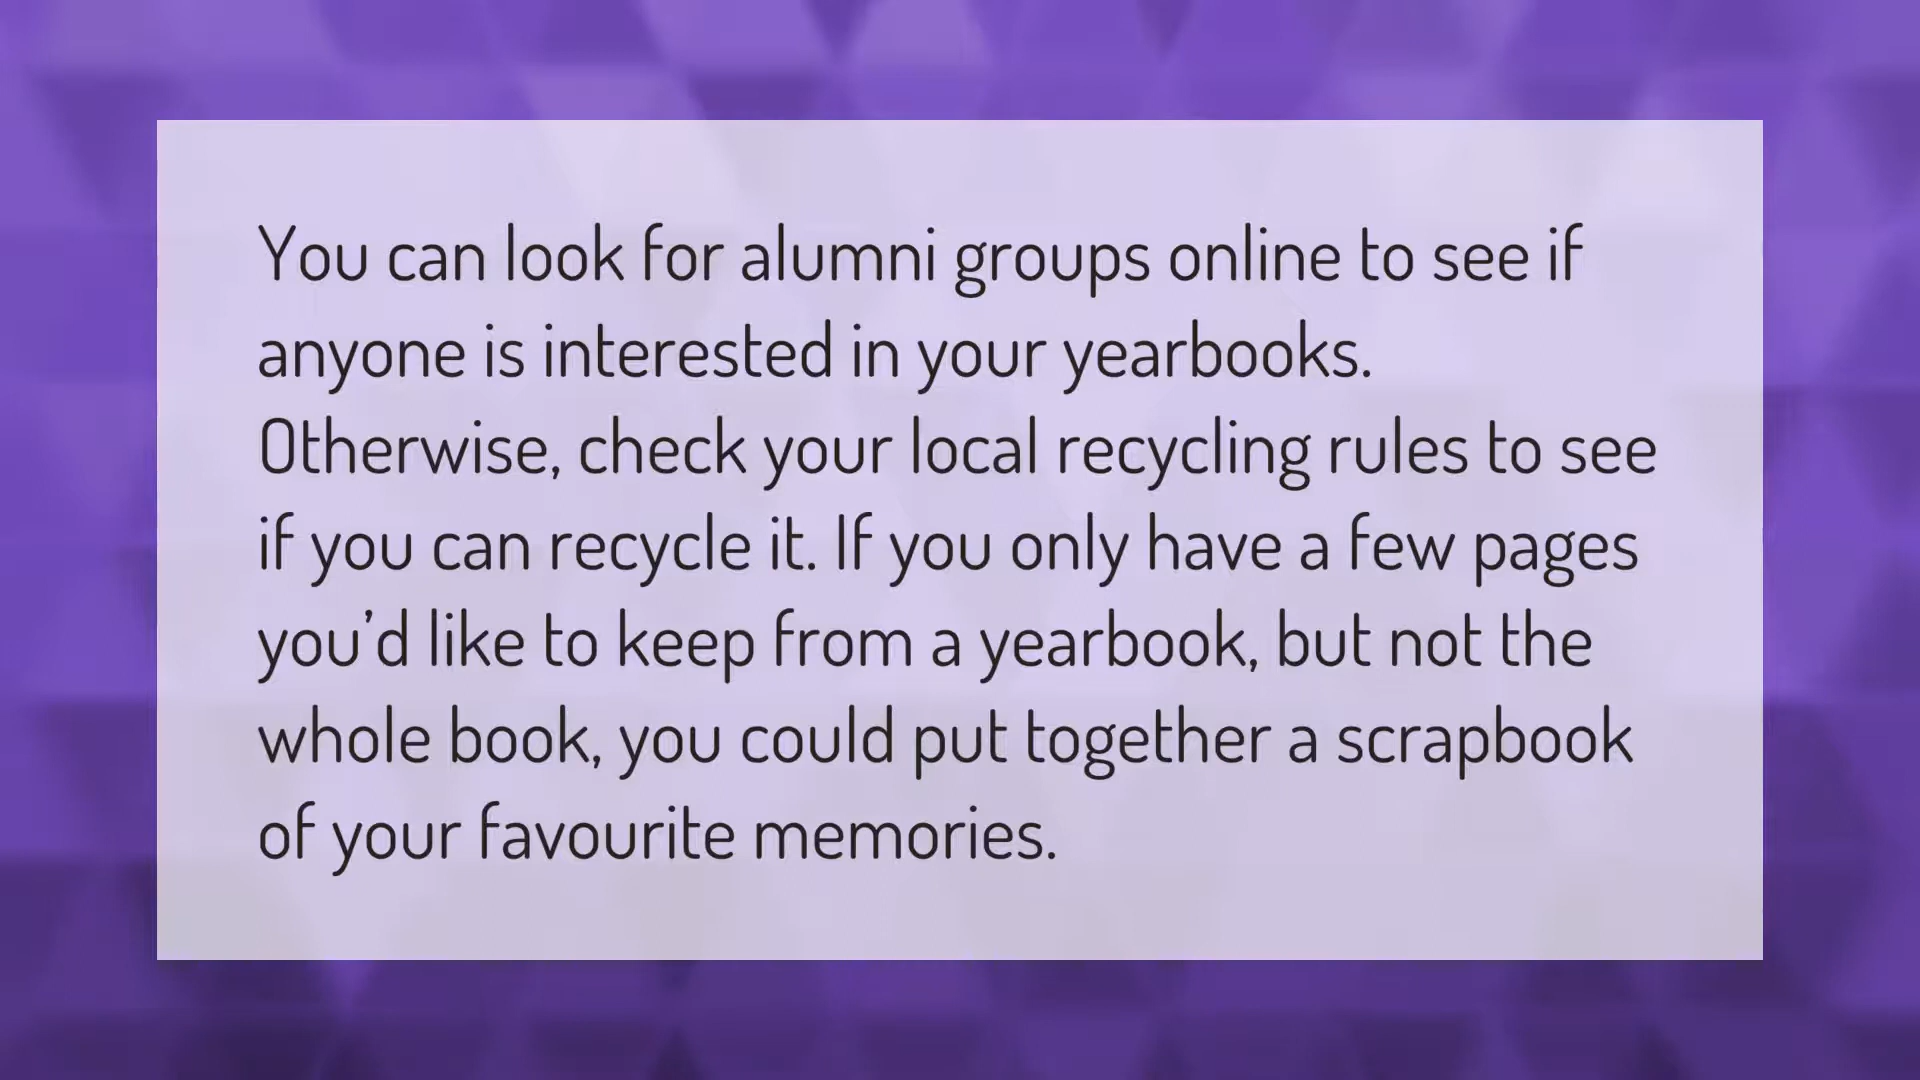 You can look for alumni groups online to see if
anyone is interested in your yearbooks.
Otherwise, check your local recycling rules to see
if you can recycle it. If you only have a few pages
you’d like to keep from a yearbook, but not the
whole book, you could put together a scrapbook
of your favourite memories.